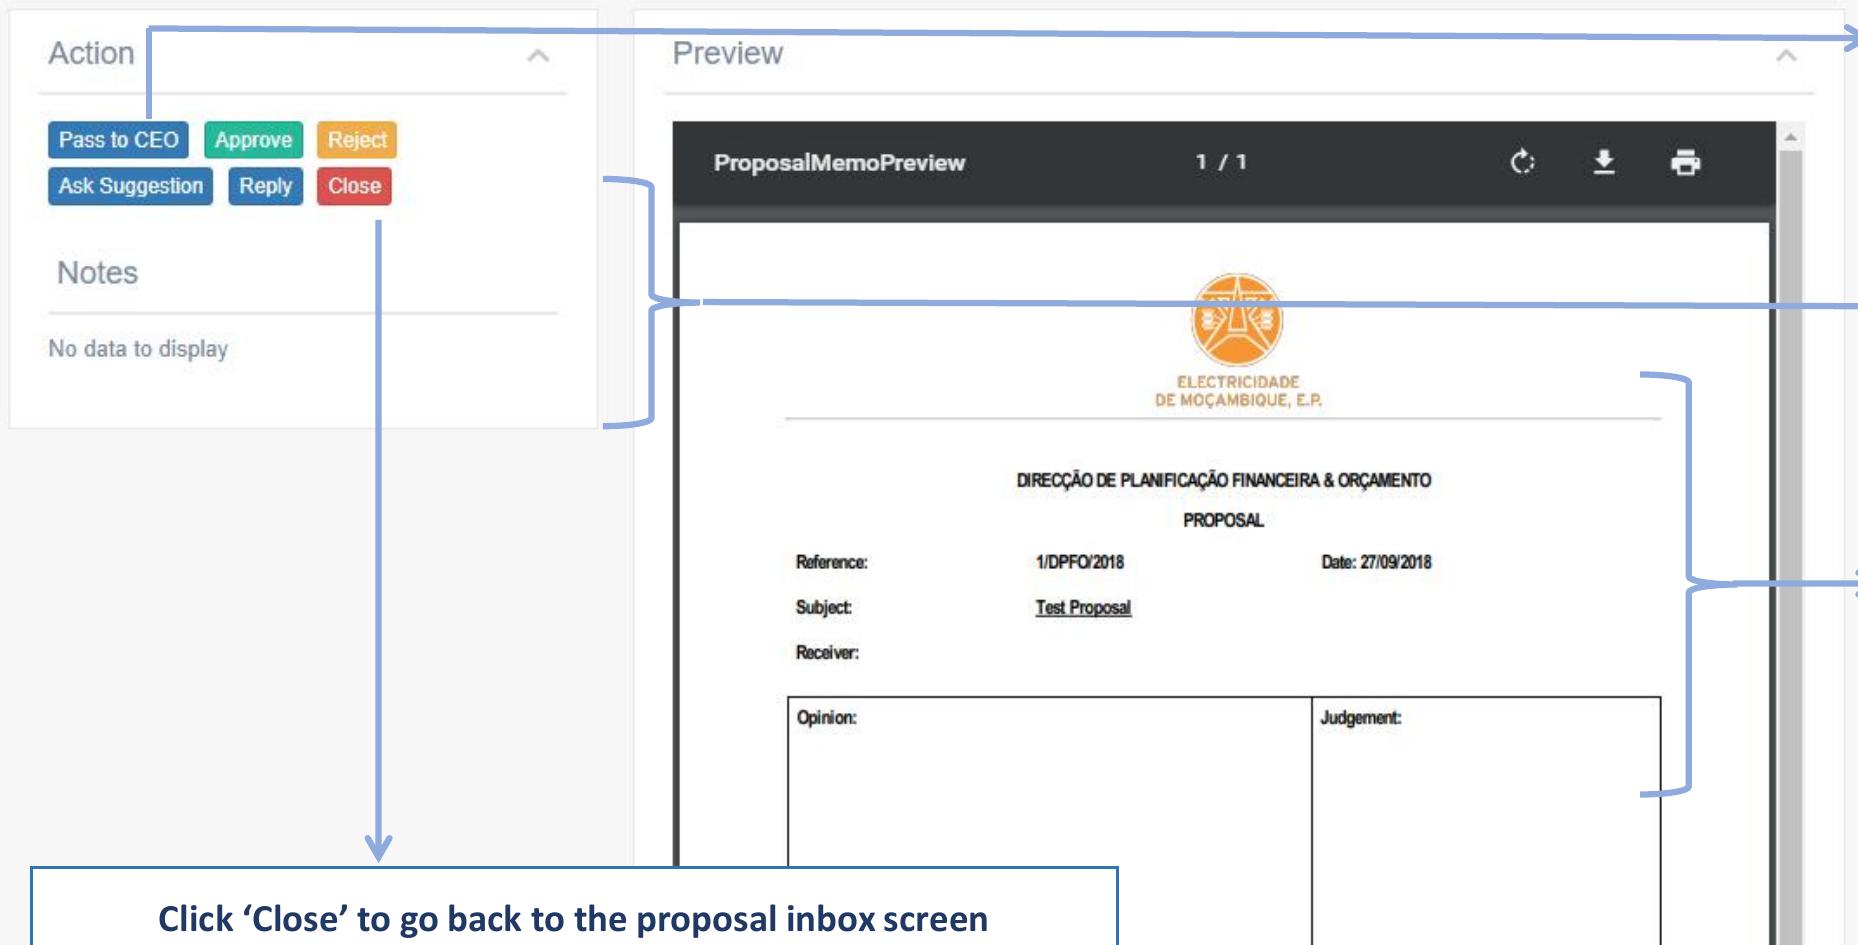 Action
Pass to CEO Approve Reject
Ask Suggestion Reply Close
Notes
No data to display
Preview
ProposalMemoPreview 1 / 1
ELECTRICIDADE
DE MOÇAMBIQUE, E.P.
DIRECÇÃO DE PLANIFICAÇÃO FINANCEIRA & ORÇAMENTO
PROPOSAL
Reference: 1/DPFO/2018 Date: 27/09/2018
Subject: Test Proposal
Receiver:
Opinion: Judgement:
Click ‘Close’ to go back to the proposal inbox screen